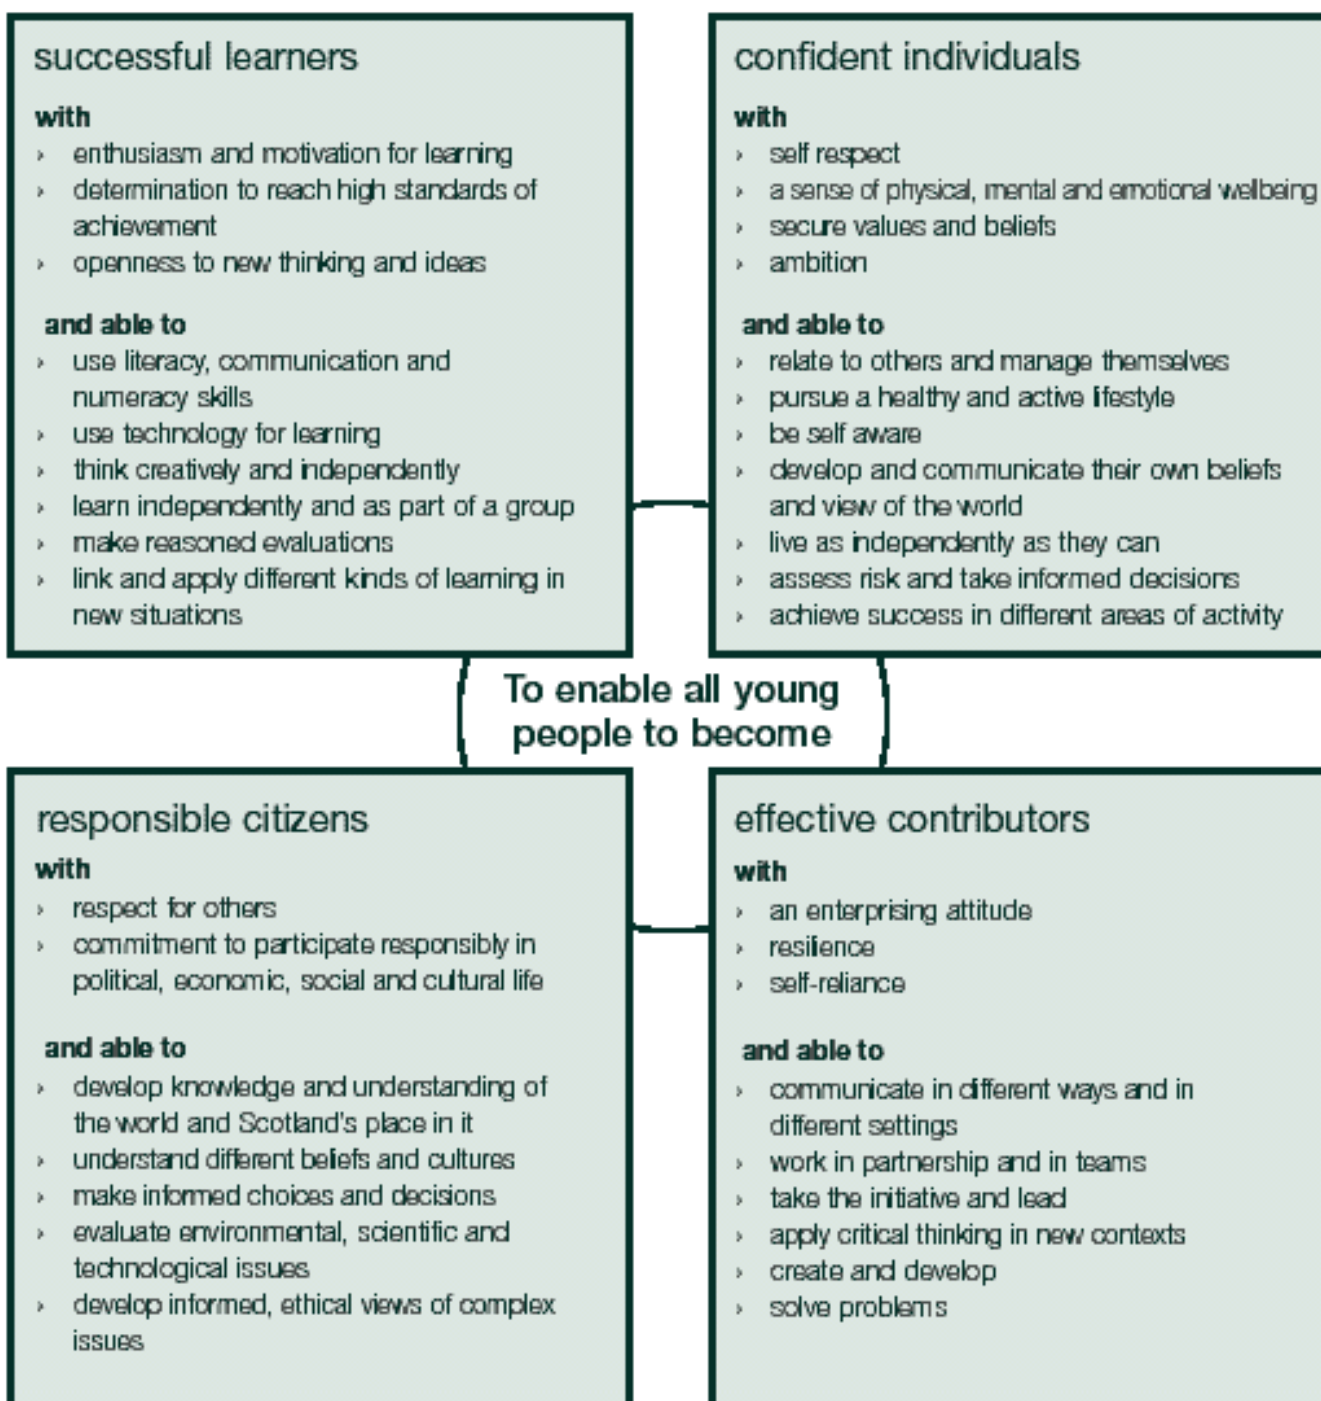 successful learners
with
› enthusiasm and motivation for learning
› determination to reach high standards of
achievement
› openness to new thinking and ideas
and able to
› use literacy, communication and
numeracy skills
› use technology for learning
› think creatively and independently
› learn independently and as part of a group
› make reasoned evaluations
› link and apply different kinds of learning in
new situations
confident individuals
with
› self respect
› a sense of physical, mental and emotional wellbeing
› secure values and beliefs
› ambition
and able to
› relate to others and manage themselves
› pursue a healthy and active lifestyle
› be self aware
› develop and communicate their own beliefs
and view of the world
› live as independently as they can
› assess risk and take informed decisions
› achieve success in different areas of activity
To enable all young
people to become
responsible citizens
with
› respect for others
› commitment to participate responsibly in
political, economic, social and cultural life
and able to
› develop knowledge and understanding of
the world and Scotland's place in it
› understand different beliefs and cultures
› make informed choices and decisions
› evaluate environmental, scientific and
technological issues
› develop informed, ethical views of complex
issues
effective contributors
with
› an enterprising attitude
› resilience
› self-reliance
and able to
› communicate in different ways and in
different settings
› work in partnership and in teams
› take the initiative and lead
› apply critical thinking in new contexts
› create and develop
› solve problems